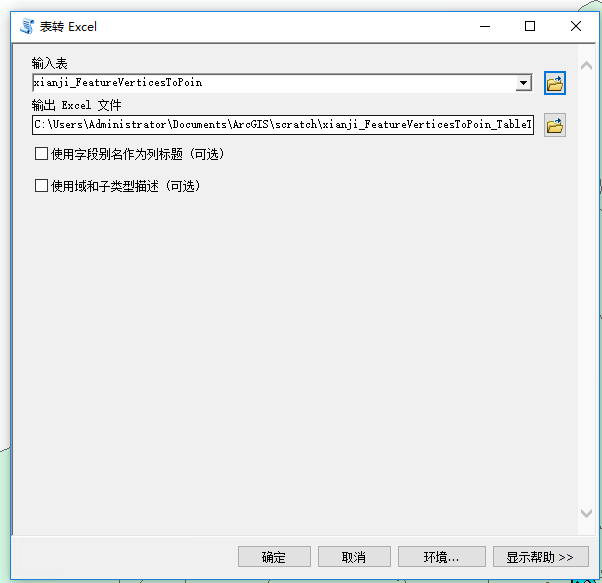 表转 Excel
输入表
xianji_FeatureVerticesToPoin
输出 Excel 文件
C:\Users\Administrator\Documents\ArcGIS\scratch\xianji_FeatureVerticesToPoin_TableT
使用字段别名作为列标题 (可选)
使用域和子类型描述 (可选)
确定
取消
环境...
显示帮助 >>